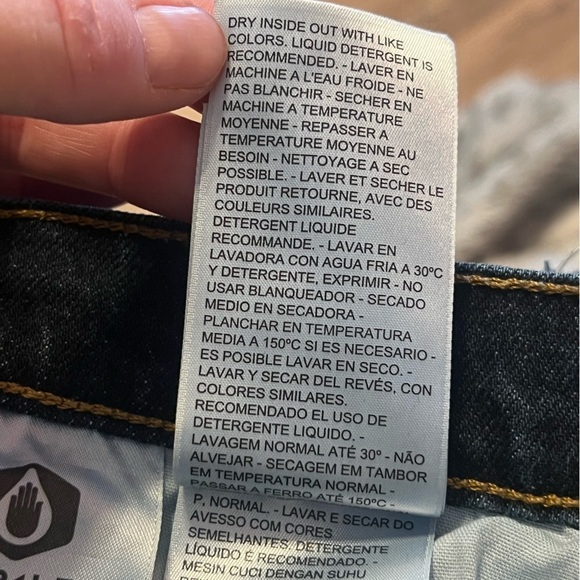 DRY INSIDE OUT WITH LIKE
COLORS. LIQUID DETERGENT IS
RECOMMENDED. - LAVER EN
MACHINE A L'EAU FROIDE - NE
PAS BLANCHIR - SECHER EN
MACHINE A TEMPERATURE
MOYENNE - REPASSER A
TEMPERATURE MOYENNE AU
BESOIN - NETTOYAGE A SEC
POSSIBLE. - LAVER ET SECHER LE
PRODUIT RETOURNE, AVEC DES
COULEURS SIMILAIRES.
DETERGENT LIQUIDE
RECOMMANDE. - LAVAR EN
LAVADORA CON AGUA FRIA A 30ºC
Y DETERGENTE, EXPRIMIR - NO
USAR BLANQUEADOR - SECADO
MEDIO EN SECADORA -
PLANCHAR EN TEMPERATURA
MEDIA A 150ºC SI ES NECESARIO -
ES POSIBLE LAVAR EN SECO. -
LAVAR Y SECAR DEL REVÉS, CON
COLORES SIMILARES.
RECOMENDADO EL USO DE
DETERGENTE LIQUIDO. -
LAVAGEM NORMAL ATÉ 30º - NÃO
ALVEJAR - SECAGEM EM TAMBOR
EM TEMPERATURA NORMAL -
PASSAR A FERRO ATÉ 150ºC -
P, NORMAL. - LAVAR E SECAR DO
AVESSO COM CORES
SEMELHANTES/DETERGENTE
LÍQUIDO É RECOMENDADO. -
MESIN CUCI DENGAN SUHU